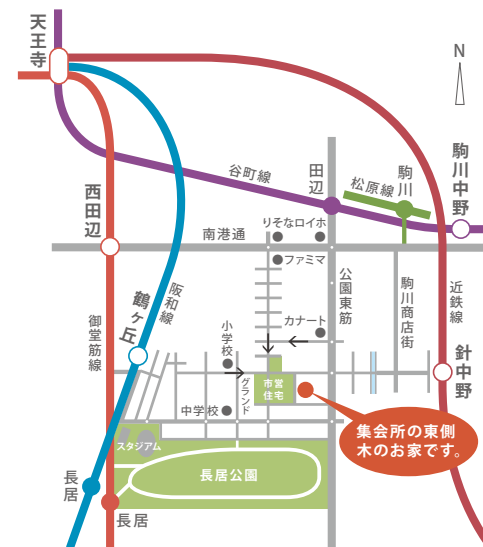 天王寺
N
谷町線
田辺
松原線
駒川
駒川中野
西田辺
南港通
りそな
ロイホ
ファミマ
公園東筋
駒川商店街
近鉄線
阪和線
鶴ヶ丘
御堂筋線
カナート
小学校
グランド
市営
住宅
中学校
針中野
集会所の東側
木のお家です。
スタジアム
長居公園
長居
長居